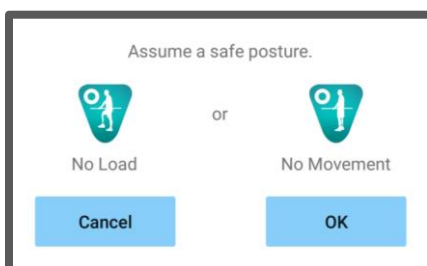 Assume a safe posture.
or
No Load
No Movement
Cancel
OK